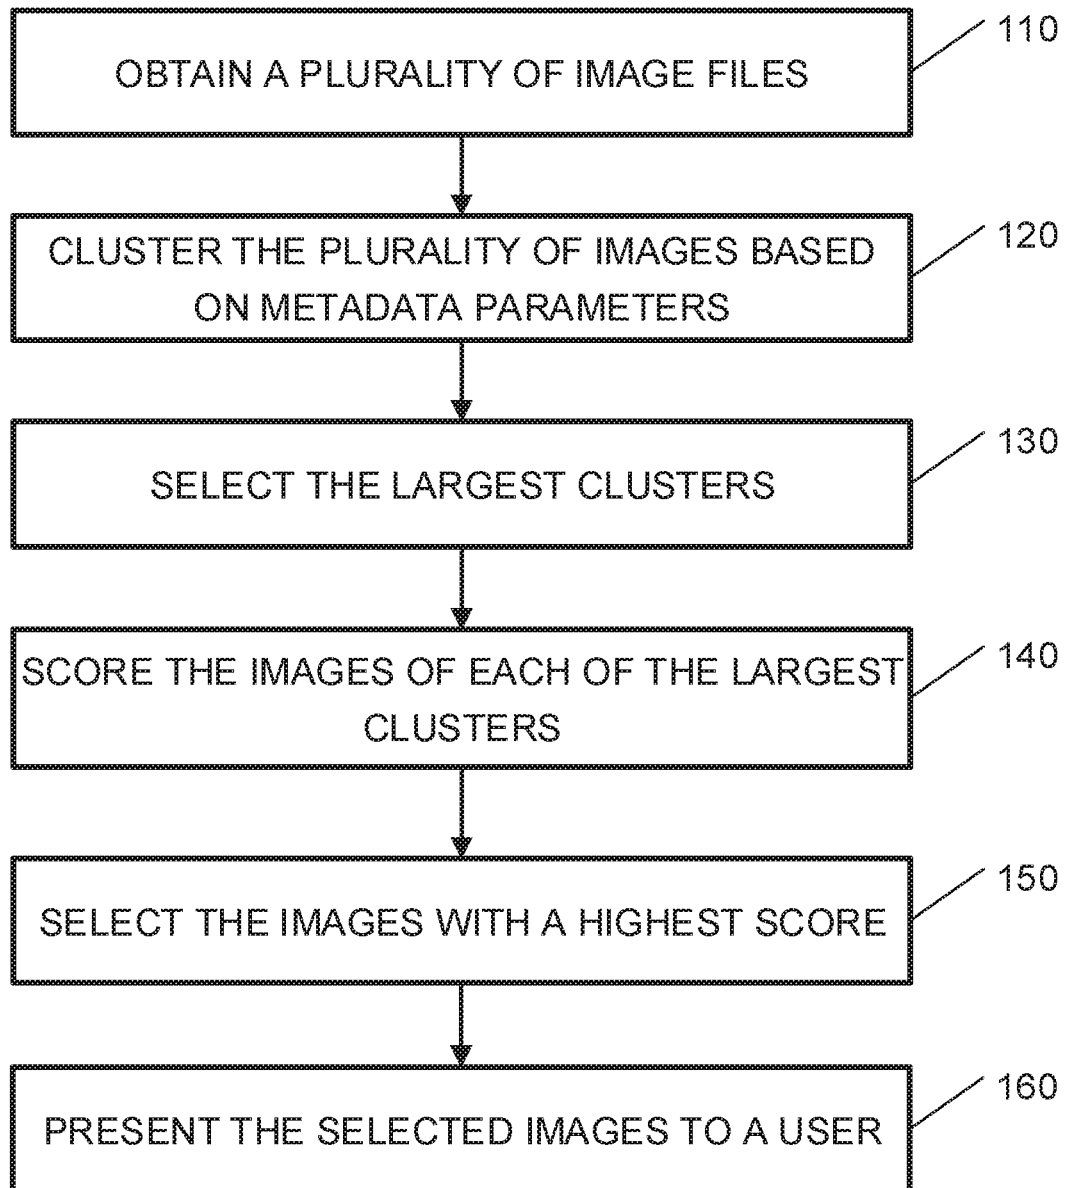 OBTAIN A PLURALITY OF IMAGE FILES
110
CLUSTER THE PLURALITY OF IMAGES BASED
ON METADATA PARAMETERS
120
SELECT THE LARGEST CLUSTERS
130
SCORE THE IMAGES OF EACH OF THE LARGEST
CLUSTERS
140
SELECT THE IMAGES WITH A HIGHEST SCORE
150
PRESENT THE SELECTED IMAGES TO A USER
160